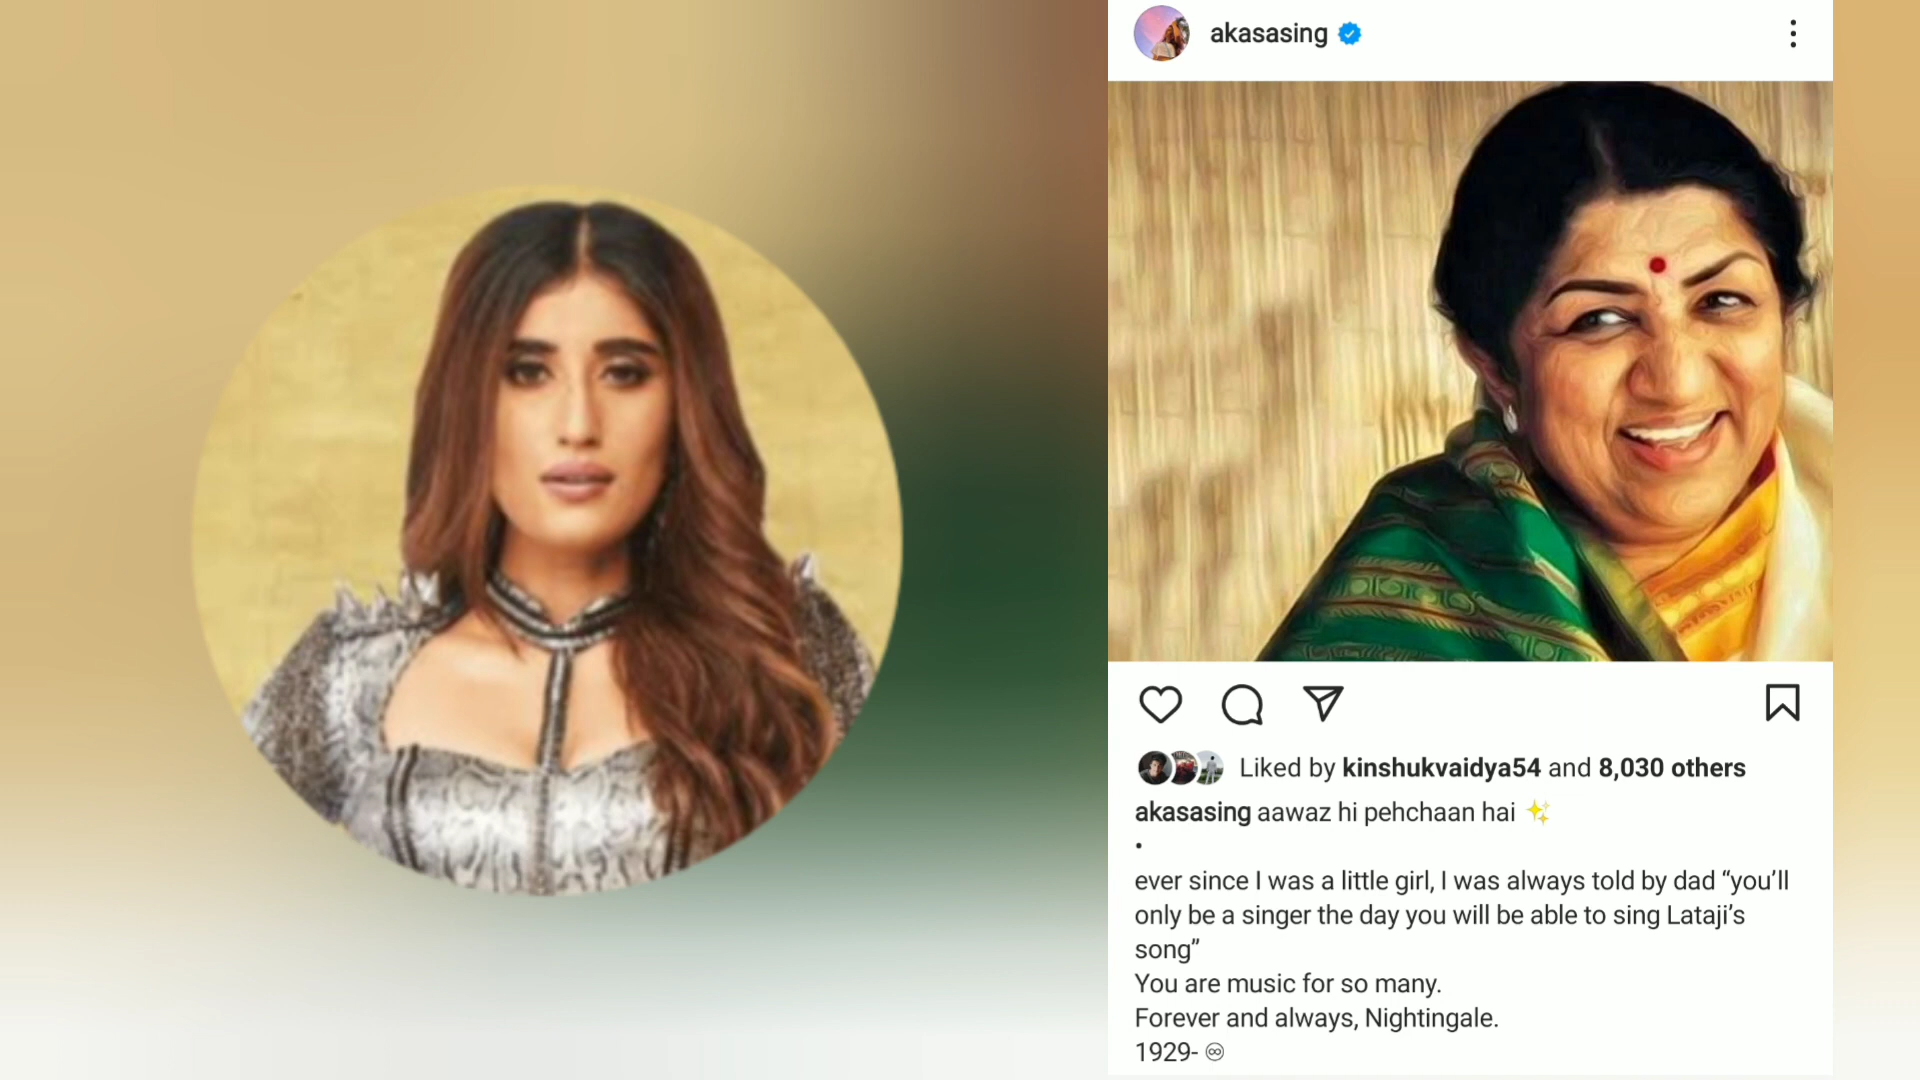 akasasing
Liked by kinshukvaidya54 and 8,030 others
akasasing aawaz hi pehchaan hai ✨
•
ever since I was a little girl, I was always told by dad “you’ll
only be a singer the day you will be able to sing Lataji’s
song”
You are music for so many.
Forever and always, Nightingale.
1929- ♾